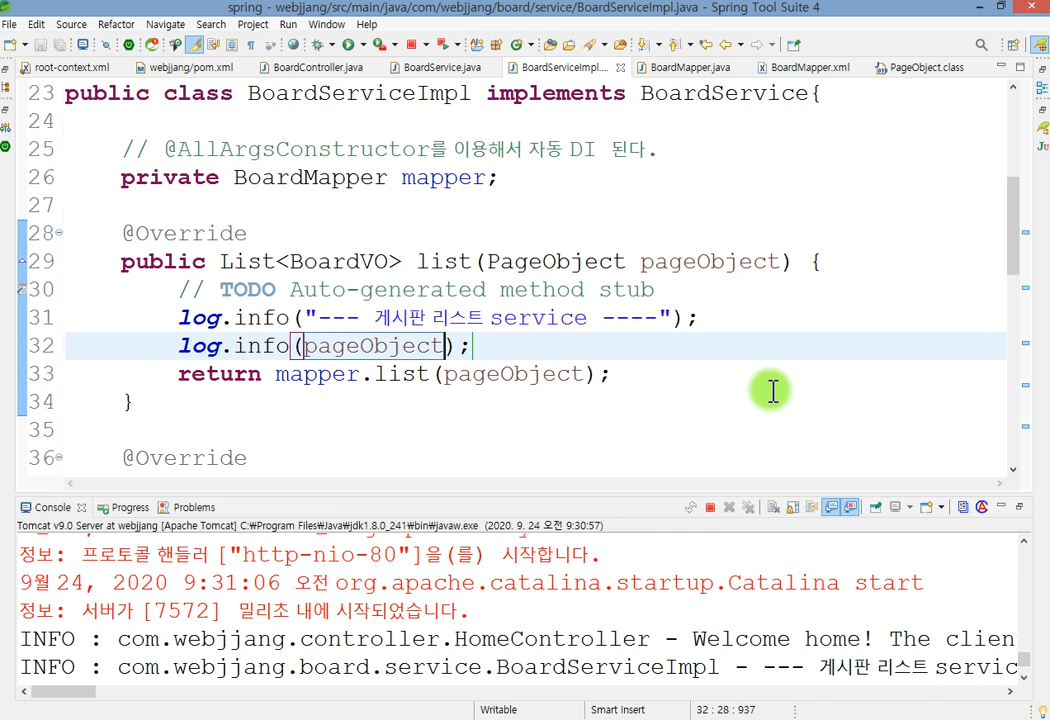 spring - webjjang/src/main/java/com/webjjang/board/service/BoardServiceImpl.java - Spring Tool Suite 4
File Edit Source Refactor Navigate Search Project Run Window Help
root-context.xml webjjang/pom.xml BoardController.java BoardService.java BoardServiceImpl.... BoardMapper.java BoardMapper.xml PageObject.class
23 public class BoardServiceImpl implements BoardService{
24
25 // @AllArgsConstructor를 이용해서 자동 DI 된다.
26 private BoardMapper mapper;
27
28 @Override
29 public List<BoardVO> list(PageObject pageObject) {
30 // TODO Auto-generated method stub
31 log.info("--- 게시판 리스트 service ----");
32 log.info(pageObject);
33 return mapper.list(pageObject);
34 }
35
36 @Override
Console Progress Problems
Tomcat v9.0 Server at webjjang [Apache Tomcat] C:₩Program Files₩Java₩jdk1.8.0_241₩bin₩javaw.exe (2020. 9. 24 오전 9:30:57)
정보: 프로토콜 핸들러 ["http-nio-80"]을(를) 시작합니다.
9월 24, 2020 9:31:06 오전 org.apache.catalina.startup.Catalina start
정보: 서버가 [7572] 밀리초 내에 시작되었습니다.
INFO : com.webjjang.controller.HomeController - Welcome home! The clien
INFO : com.webjjang.board.service.BoardServiceImpl - --- 게시판 리스트 servic
Writable Smart Insert 32 : 28 : 937